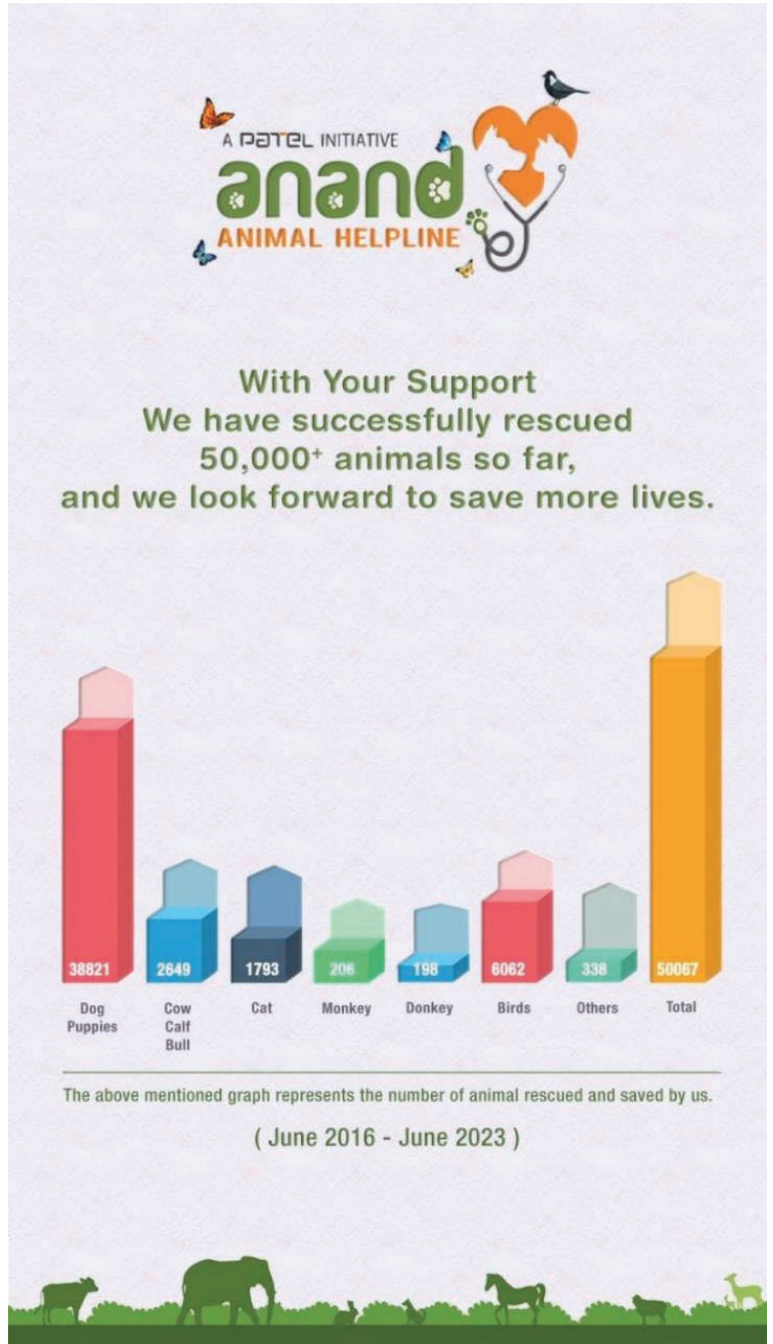 A PATEL INITIATIVE
anand
ANIMAL HELPLINE
With Your Support
We have successfully rescued
50,000+ animals so far,
and we look forward to save more lives.
38821
2649
1793
206
198
6062
338
50067
Dog
Puppies
Cow
Calf
Bull
Cat
Monkey
Donkey
Birds
Others
Total
The above mentioned graph represents the number of animal rescued and saved by us.
( June 2016 - June 2023 )